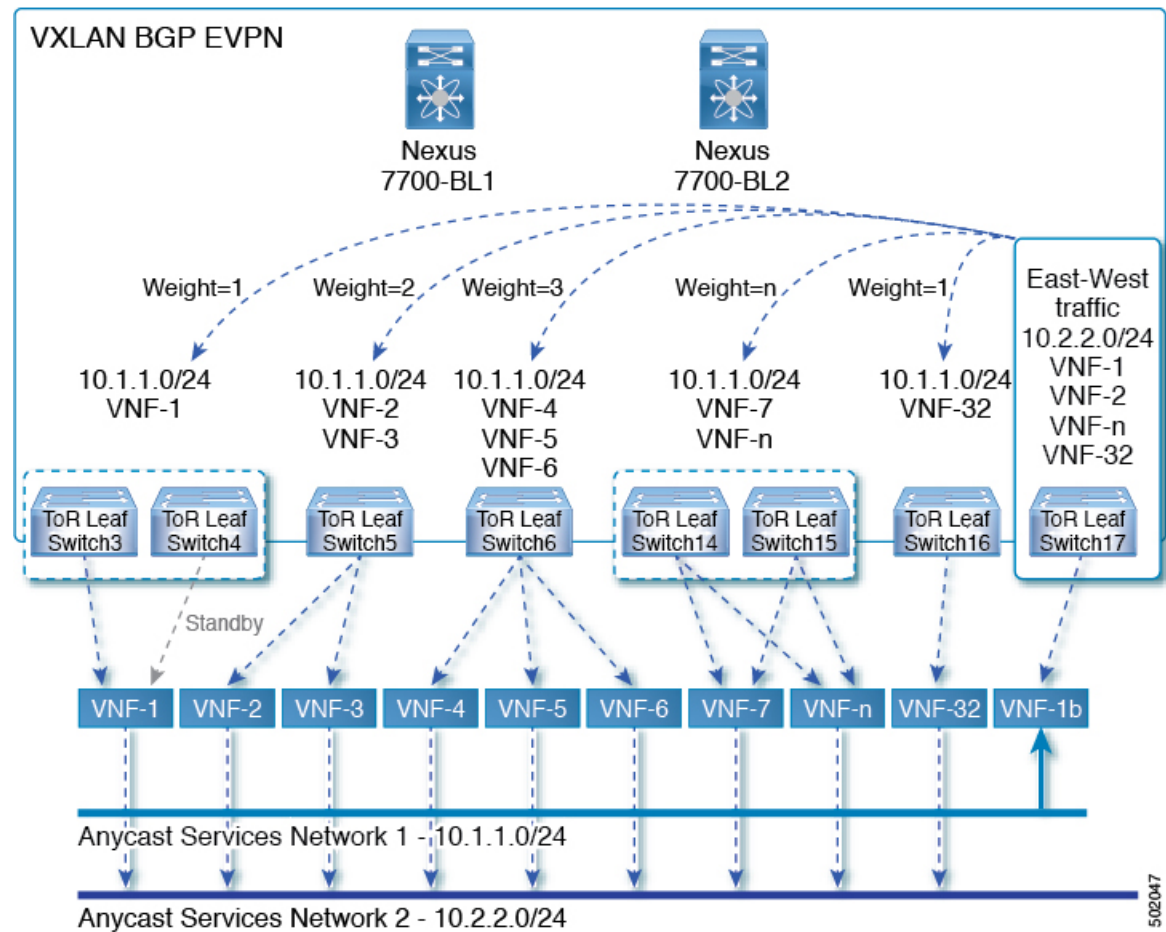 VXLAN BGP EVPN
Nexus
7700-BL1
Nexus
7700-BL2
Weight=1
Weight=2
Weight=3
Weight=n
Weight=1
East-West
traffic
10.2.2.0/24
VNF-1
VNF-2
VNF-n
VNF-32
10.1.1.0/24
VNF-1
10.1.1.0/24
VNF-2
VNF-3
10.1.1.0/24
VNF-4
VNF-5
VNF-6
10.1.1.0/24
VNF-7
VNF-n
10.1.1.0/24
VNF-32
ToR Leaf
Switch3
ToR Leaf
Switch4
ToR Leaf
Switch5
ToR Leaf
Switch6
ToR Leaf
Switch14
ToR Leaf
Switch15
ToR Leaf
Switch16
ToR Leaf
Switch17
Standby
VNF-1
VNF-2
VNF-3
VNF-4
VNF-5
VNF-6
VNF-7
VNF-n
VNF-32
VNF-1b
Anycast Services Network 1 - 10.1.1.0/24
Anycast Services Network 2 - 10.2.2.0/24
502047